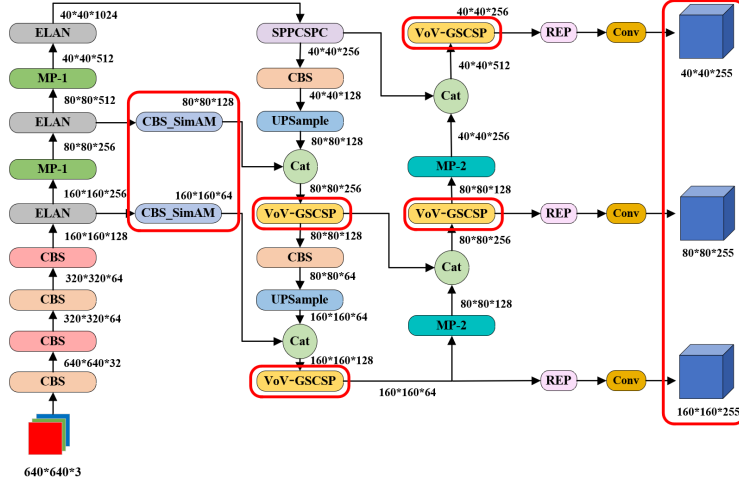 40*40*1024
ELAN
40*40*512
MP-1
80*80*512
ELAN
80*80*256
MP-1
160*160*256
ELAN
160*160*128
CBS
320*320*64
CBS
320*320*64
CBS
640*640*32
CBS
640*640*3
80*80*128
CBS_SimAM
160*160*64
CBS_SimAM
SPPCSPC
40*40*256
CBS
40*40*128
UPSample
80*80*128
Cat
80*80*256
VoV-GSCSP
80*80*128
CBS
80*80*64
UPSample
160*160*64
Cat
160*160*128
VoV-GSCSP
160*160*64
40*40*256
VoV-GSCSP
40*40*512
Cat
40*40*256
MP-2
80*80*128
VoV-GSCSP
80*80*256
Cat
80*80*128
MP-2
REP
Conv
40*40*255
REP
Conv
80*80*255
REP
Conv
160*160*255